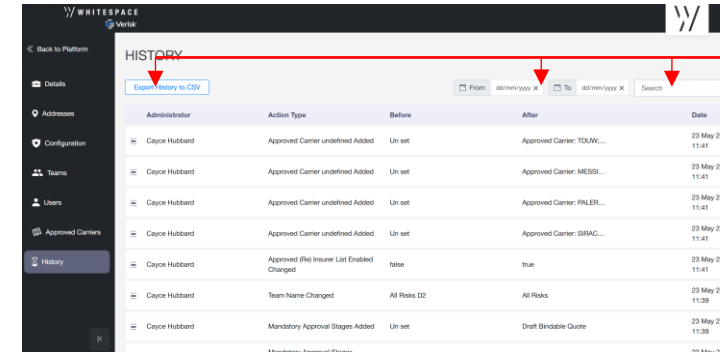 WHITESPACE
Verisk
Back to Platform
HISTORY
Details
Export History to CSV
From dd/mm/yyyy X To dd/mm/yyyy X Search
Addresses
Administrator Action Type Before After Date
Configuration
Cayce Hubbard Approved Carrier undefined Added Un set Approved Carrier: TDUW;... 23 May 2
11:41
Teams
Cayce Hubbard Approved Carrier undefined Added Un set Approved Carrier: MESSI... 23 May 2
11:41
Users
Cayce Hubbard Approved Carrier undefined Added Un set Approved Carrier: PALER... 23 May 2
11:41
Approved Carriers
Cayce Hubbard Approved Carrier undefined Added Un set Approved Carrier: SIRAC... 23 May 2
11:41
History
Cayce Hubbard Approved (Re) Insurer List Enabled Changed false true 23 May 2
11:41
Cayce Hubbard Team Name Changed All Risks D2 All Risks 23 May 2
11:39
Cayce Hubbard Mandatory Approval Stages Added Un set Draft Bindable Quote 23 May 2
11:39
Mandatory Approval Stages 23 May 2